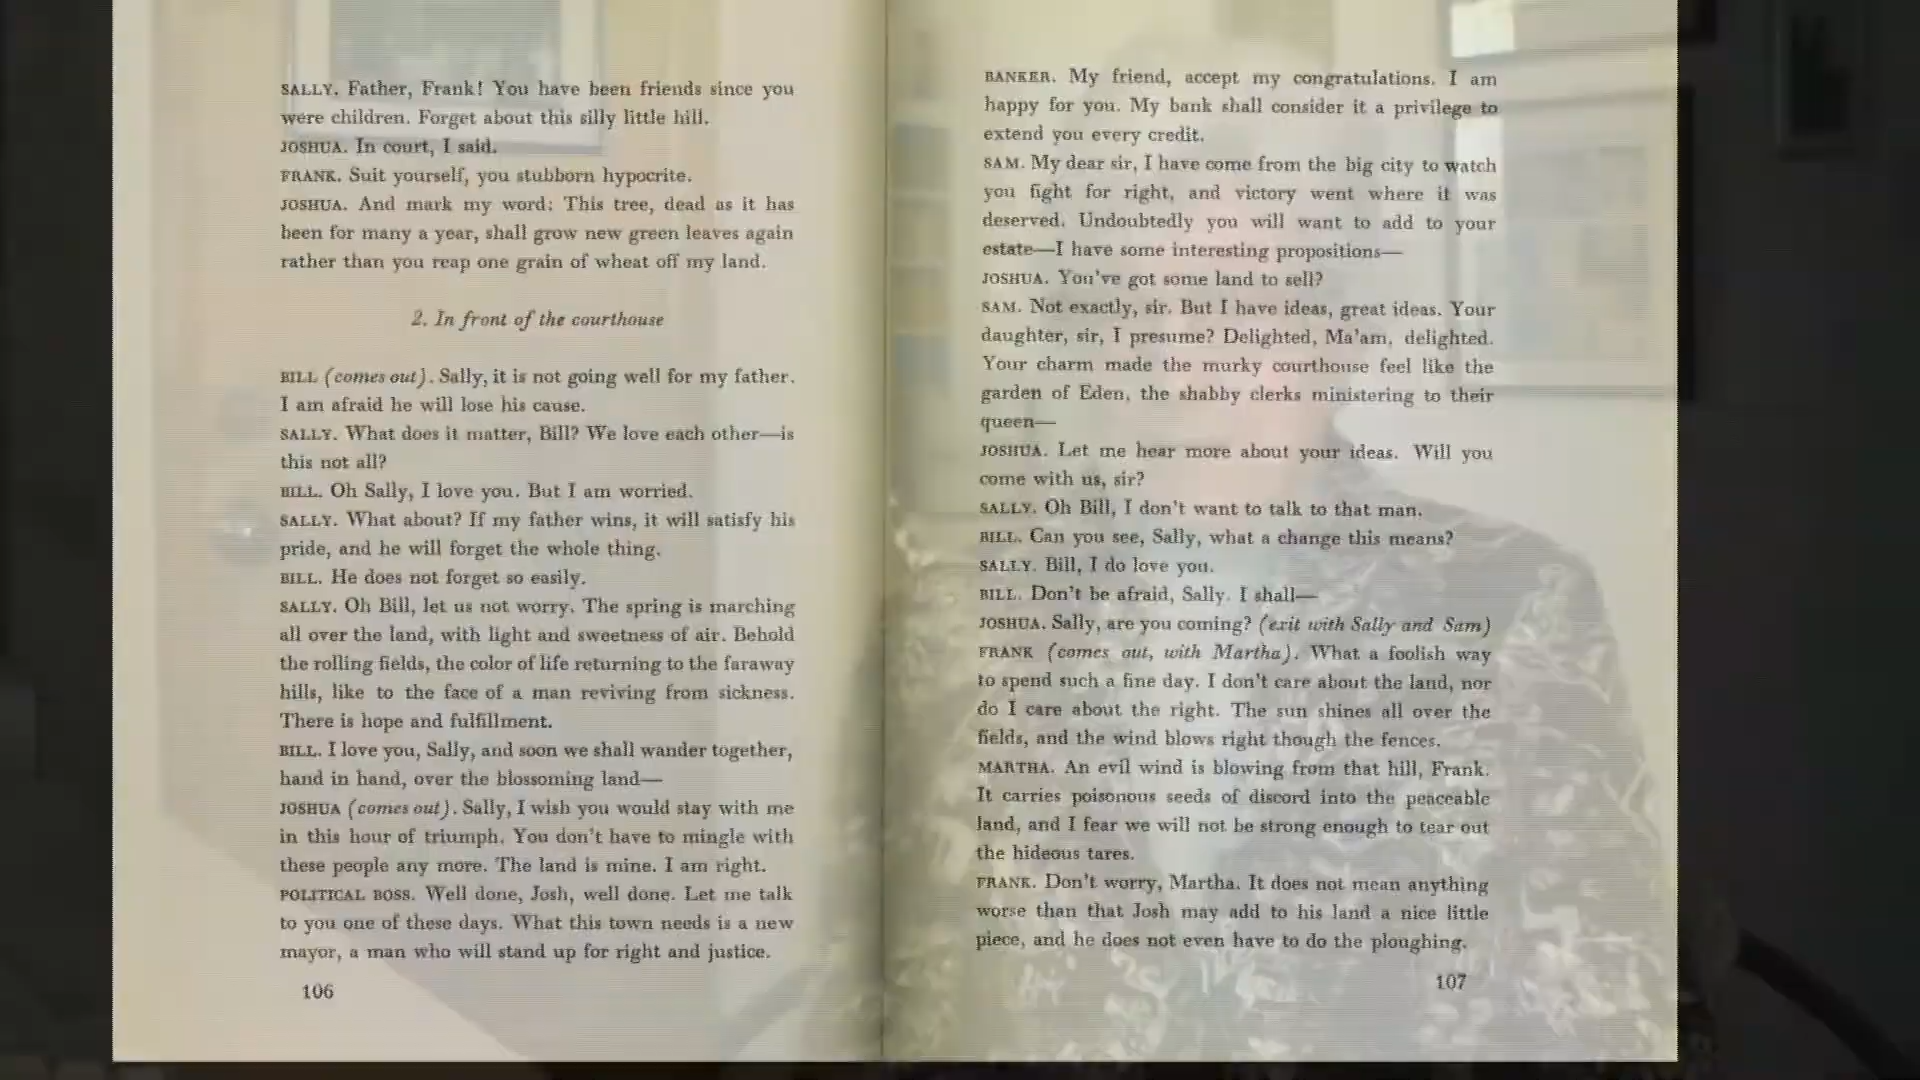 SALLY. Father, Frank! You have been friends since you
were children. Forget about this silly little hill.
JOSHUA. In court, I said.
FRANK. Suit yourself, you stubborn hypocrite.
JOSHUA. And mark my word: This tree, dead as it has
been for many a year, shall grow new green leaves again
rather than you reap one grain of wheat off my land.
2. In front of the courthouse
BILL (comes out). Sally, it is not going well for my father.
I am afraid he will lose his cause.
SALLY. What does it matter, Bill? We love each other—is
this not all?
BILL. Oh Sally, I love you. But I am worried.
SALLY. What about? If my father wins, it will satisfy his
pride, and he will forget the whole thing.
BILL. He does not forget so easily.
SALLY. Oh Bill, let us not worry. The spring is marching
all over the land, with light and sweetness of air. Behold
the rolling fields, the color of life returning to the faraway
hills, like to the face of a man reviving from sickness.
There is hope and fulfillment.
BILL. I love you, Sally, and soon we shall wander together,
hand in hand, over the blossoming land—
JOSHUA (comes out). Sally, I wish you would stay with me
in this hour of triumph. You don't have to mingle with
these people any more. The land is mine. I am right.
POLITICAL BOSS. Well done, Josh, well done. Let me talk
to you one of these days. What this town needs is a new
mayor, a man who will stand up for right and justice.
106
BANKER. My friend, accept my congratulations. I am
happy for you. My bank shall consider it a privilege to
extend you every credit.
SAM. My dear sir, I have come from the big city to watch
you fight for right, and victory went where it was
deserved. Undoubtedly you will want to add to your
estate—I have some interesting propositions—
JOSHUA. You've got some land to sell?
SAM. Not exactly, sir. But I have ideas, great ideas. Your
daughter, sir, I presume? Delighted, Ma'am, delighted.
Your charm made the murky courthouse feel like the
garden of Eden, the shabby clerks ministering to their
queen—
JOSHUA. Let me hear more about your ideas. Will you
come with us, sir?
SALLY. Oh Bill, I don't want to talk to that man.
BILL. Can you see, Sally, what a change this means?
SALLY. Bill, I do love you.
BILL. Don't be afraid, Sally. I shall—
JOSHUA. Sally, are you coming? (exit with Sally and Sam)
FRANK (comes out, with Martha). What a foolish way
to spend such a fine day. I don't care about the land, nor
do I care about the right. The sun shines all over the
fields, and the wind blows right though the fences.
MARTHA. An evil wind is blowing from that hill, Frank.
It carries poisonous seeds of discord into the peaceable
land, and I fear we will not be strong enough to tear out
the hideous tares.
FRANK. Don't worry, Martha. It does not mean anything
worse than that Josh may add to his land a nice little
piece, and he does not even have to do the ploughing.
107